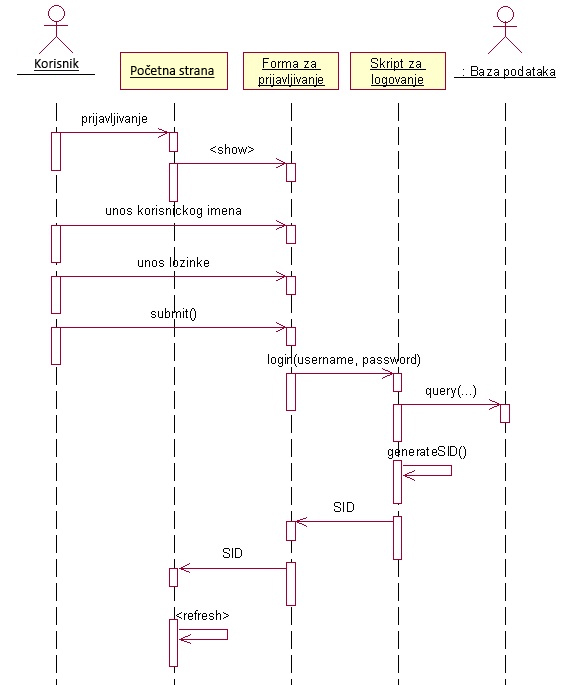 Korisnik
Početna strana
Forma za
prijavljivanje
Skript za
logovanje
: Baza podataka
prijavljivanje
<show>
unos korisnickog imena
unos lozinke
submit()
login(username, password)
query(...)
generateSID()
SID
SID
<refresh>